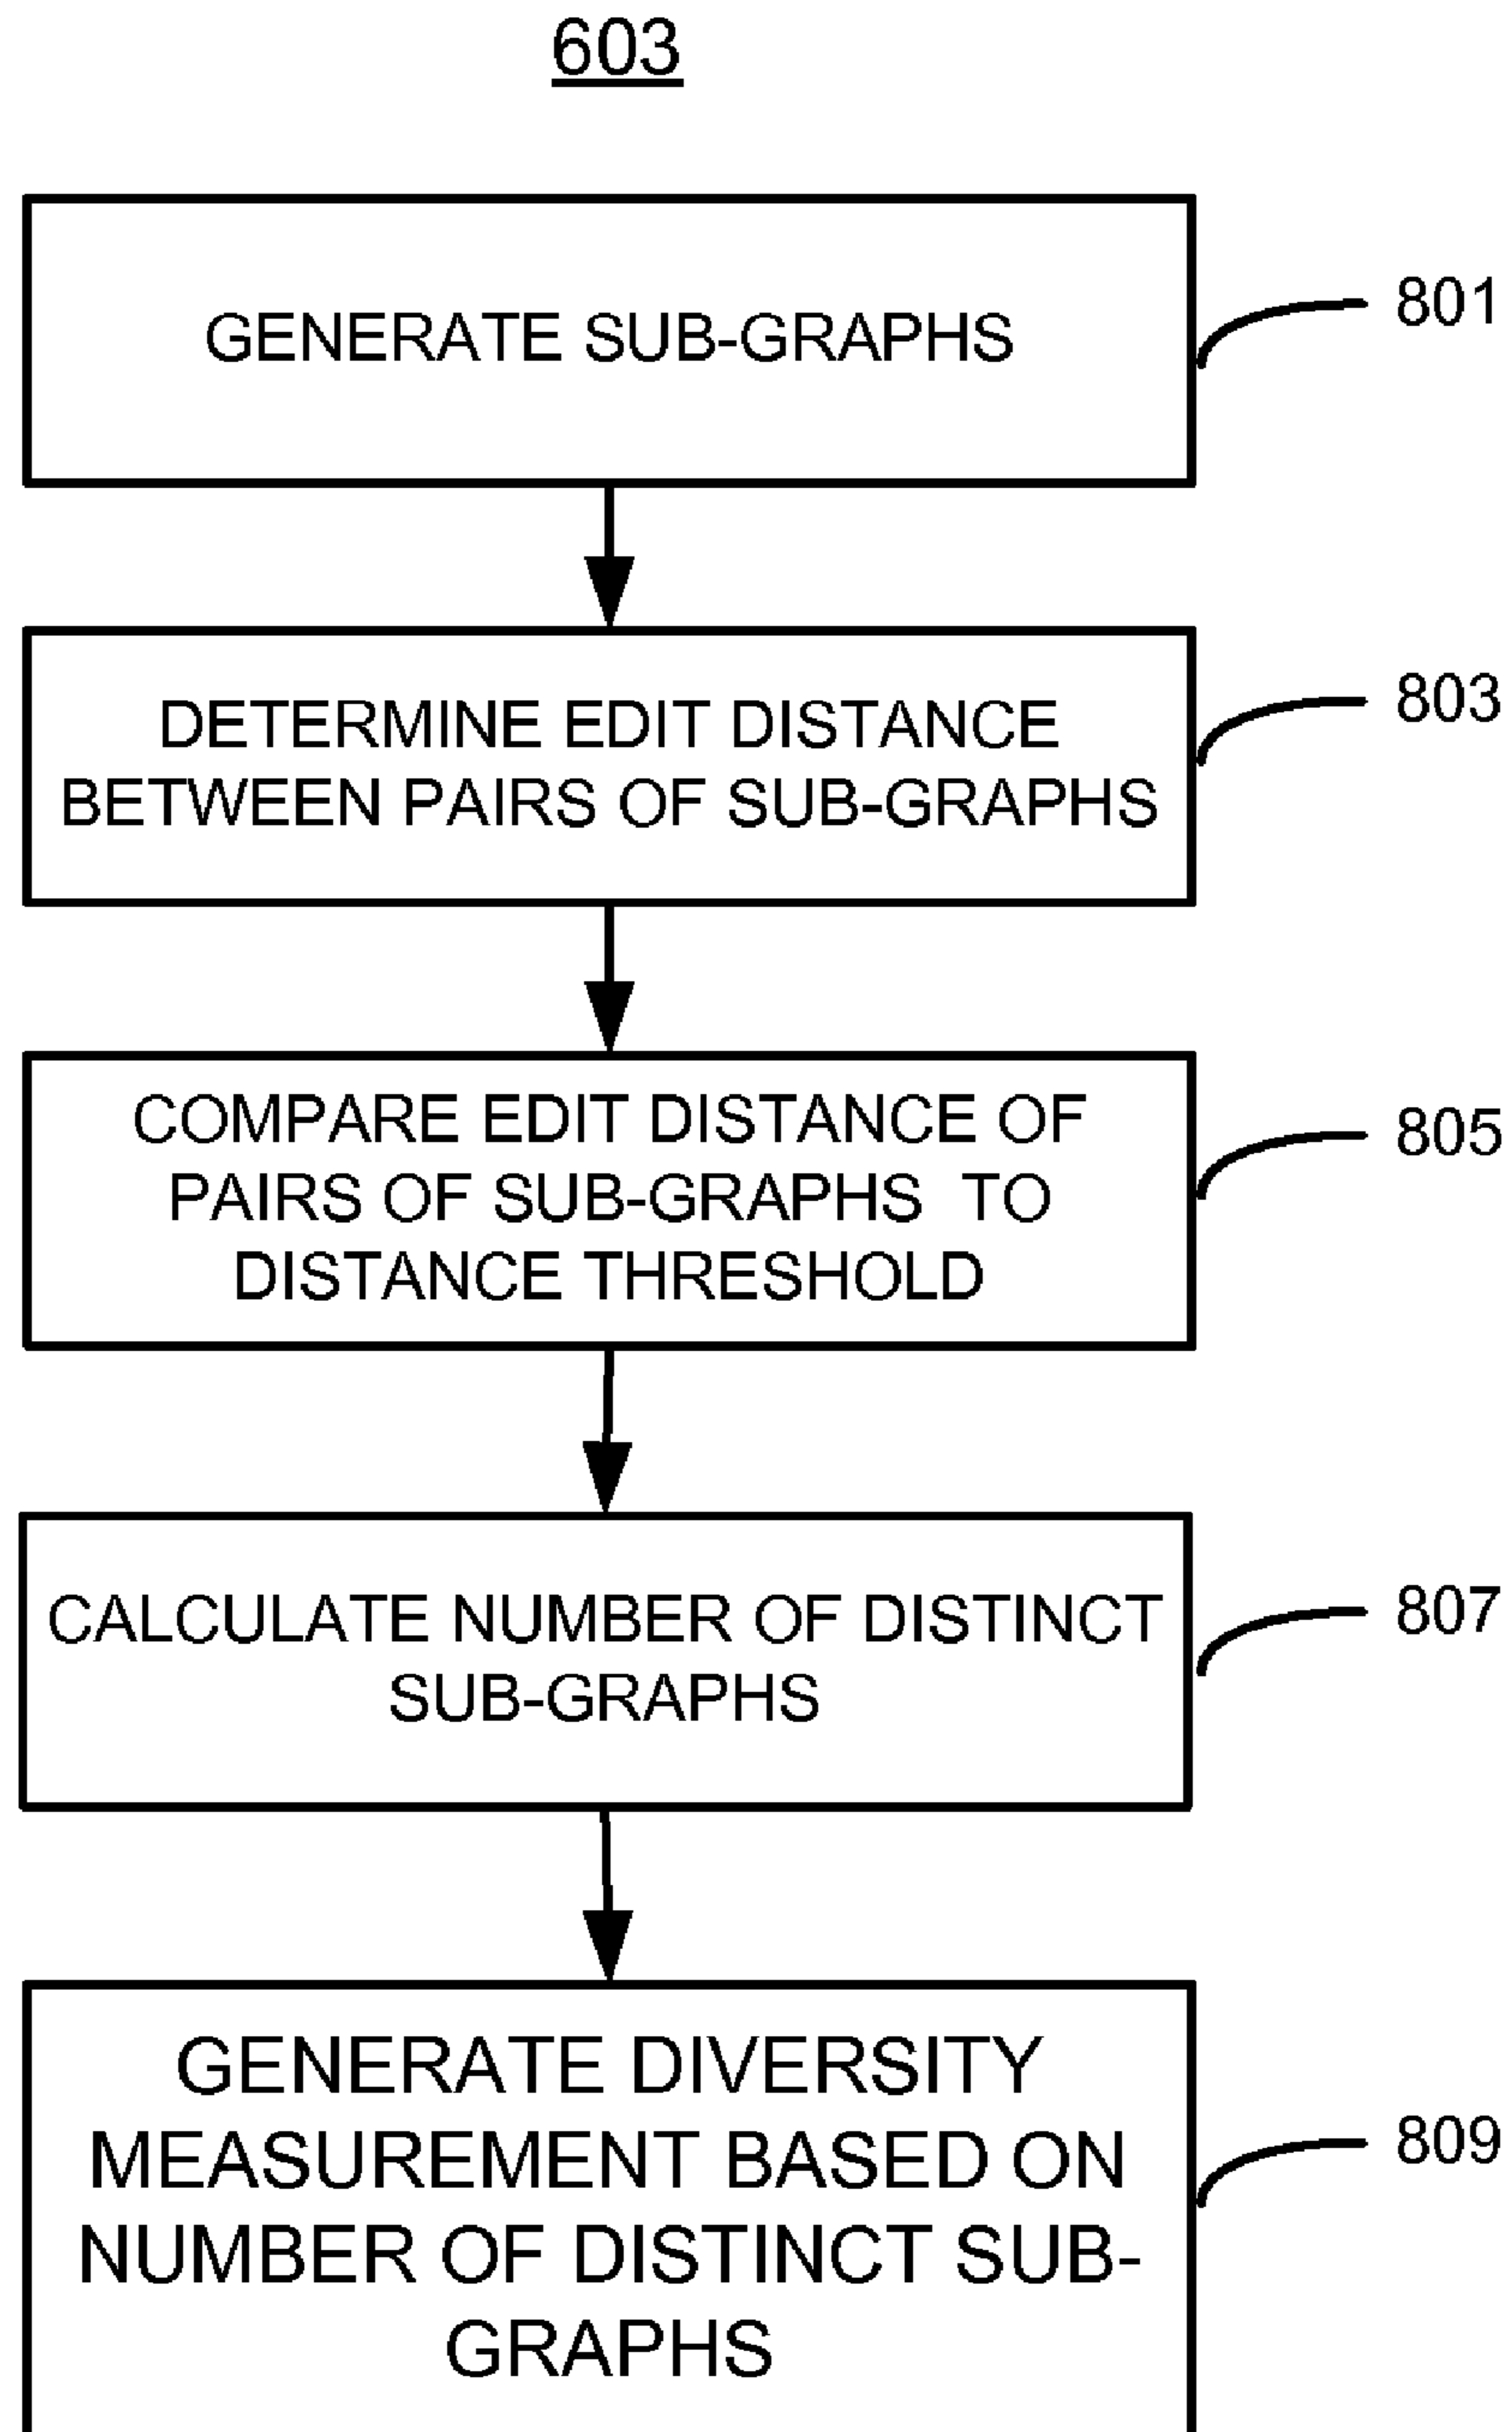 603
GENERATE SUB-GRAPHS
801
DETERMINE EDIT DISTANCE
BETWEEN PAIRS OF SUB-GRAPHS
803
COMPARE EDIT DISTANCE OF
PAIRS OF SUB-GRAPHS TO
DISTANCE THRESHOLD
805
CALCULATE NUMBER OF DISTINCT
SUB-GRAPHS
807
GENERATE DIVERSITY
MEASUREMENT BASED ON
NUMBER OF DISTINCT SUB-
GRAPHS
809